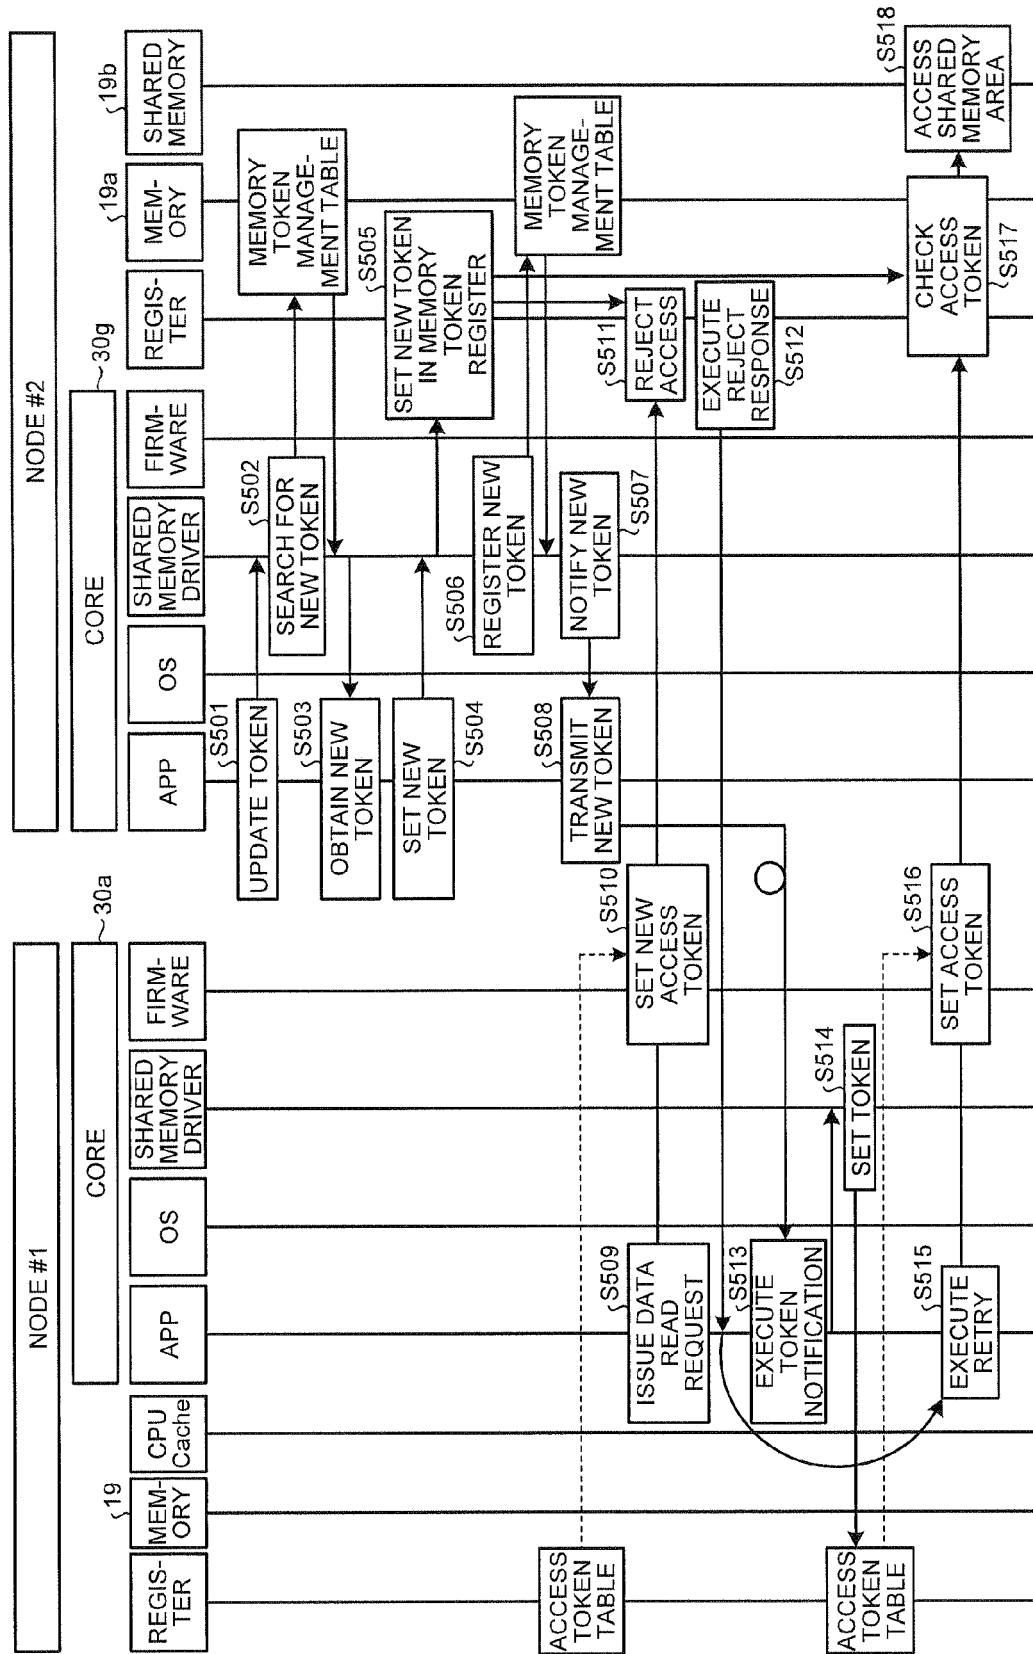 NODE #1
NODE #2
CORE
30a
CORE
30g
REGIS-
TER
19
MEM-
ORY
CPU
Cache
APP
OS
SHARED
MEMORY
DRIVER
FIRM-
WARE
APP
OS
SHARED
MEMORY
DRIVER
FIRM-
WARE
REGIS-
TER
19a
MEM-
ORY
19b
SHARED
MEMORY
S501
UPDATE TOKEN
S502
SEARCH FOR
NEW TOKEN
MEMORY
TOKEN
MANAGE-
MENT TABLE
S503
OBTAIN NEW
TOKEN
SET NEW
TOKEN
S504
S505
SET NEW TOKEN
IN MEMORY
TOKEN
REGISTER
S506
REGISTER NEW
TOKEN
MEMORY
TOKEN
MANAGE-
MENT TABLE
NOTIFY NEW
TOKEN
S507
S508
TRANSMIT
NEW TOKEN
ACCESS
TOKEN
TABLE
S509
ISSUE DATA
READ
REQUEST
S510
SET NEW
ACCESS
TOKEN
S511
REJECT
ACCESS
EXECUTE
REJECT
RESPONSE
S512
S513
EXECUTE
TOKEN
NOTIFICATION
S514
SET TOKEN
ACCESS
TOKEN
TABLE
S515
EXECUTE
RETRY
S516
SET ACCESS
TOKEN
CHECK
ACCESS
TOKEN
S517
S518
ACCESS
SHARED
MEMORY
AREA